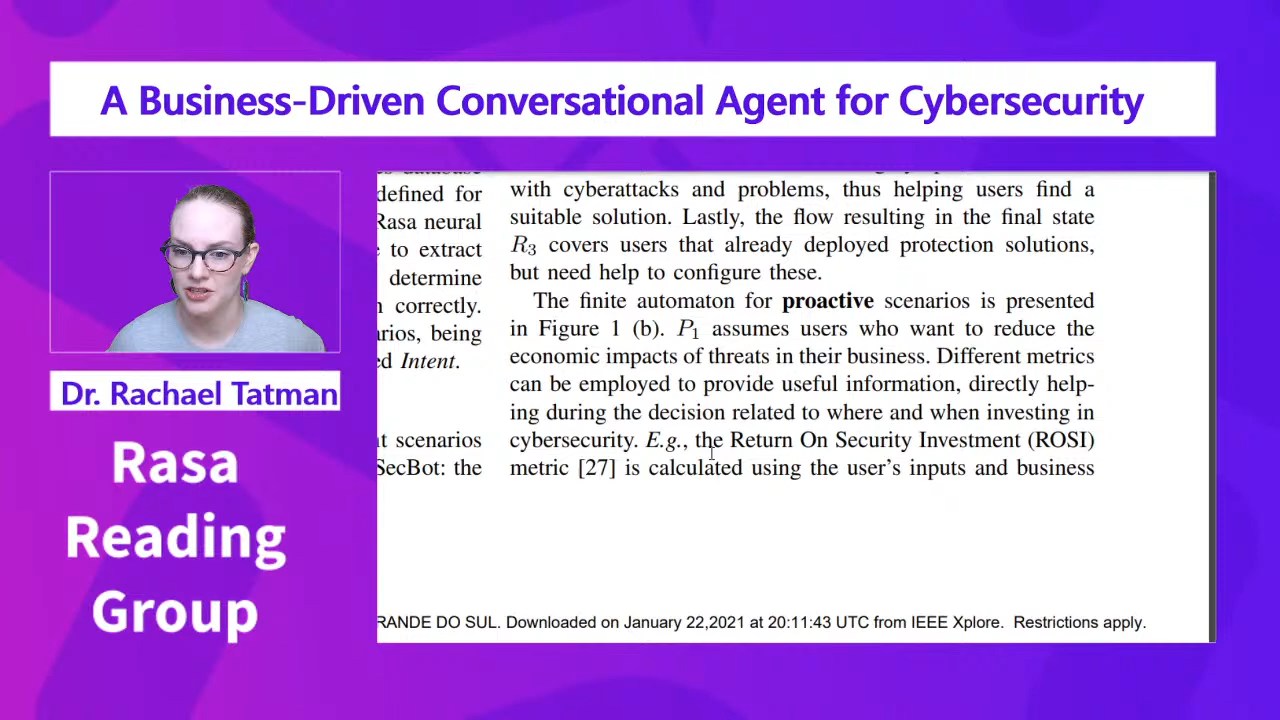 A Business-Driven Conversational Agent for Cybersecurity
Dr. Rachael Tatman
Rasa
Reading
Group
defined for
Rasa neural
to extract
determine
correctly.
being
Intent.
scenarios
SecBot: the
with cyberattacks and problems, thus helping users find a
suitable solution. Lastly, the flow resulting in the final state
R3 covers users that already deployed protection solutions,
but need help to configure these.
The finite automaton for proactive scenarios is presented
in Figure 1 (b). P1 assumes users who want to reduce the
economic impacts of threats in their business. Different metrics
can be employed to provide useful information, directly help-
ing during the decision related to where and when investing in
cybersecurity. E.g., the Return On Security Investment (ROSI)
metric [27] is calculated using the user's inputs and business
RANDE DO SUL. Downloaded on January 22,2021 at 20:11:43 UTC from IEEE Xplore. Restrictions apply.